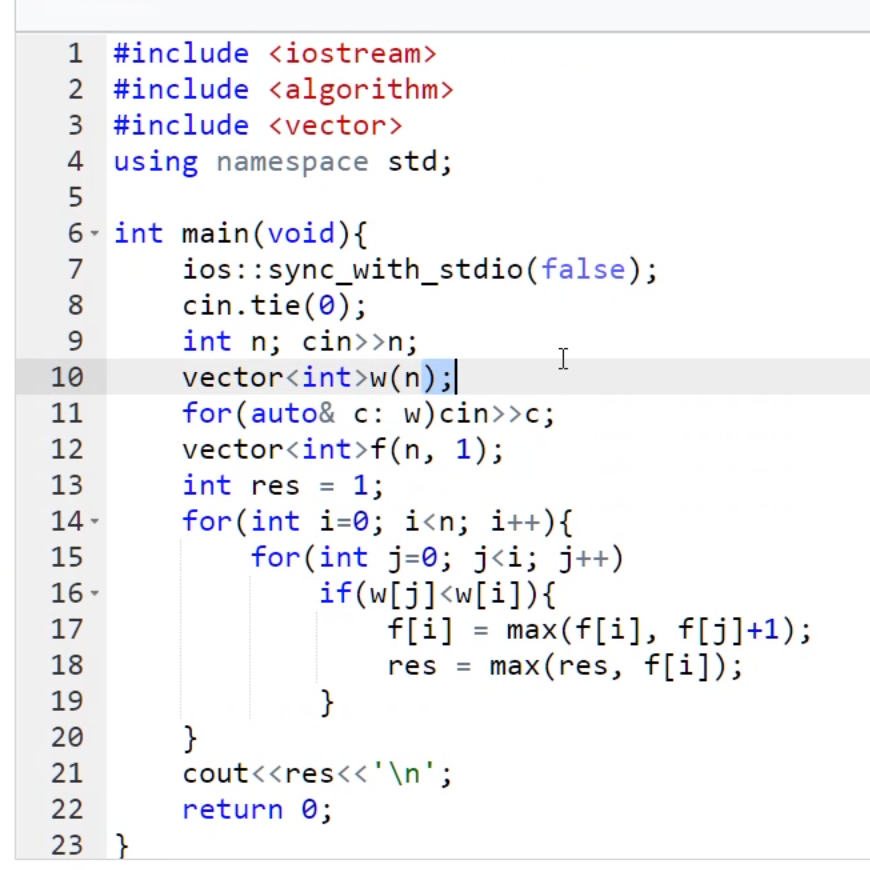 1 #include <iostream>
2 #include <algorithm>
3 #include <vector>
4 using namespace std;
5
6 int main(void){
7     ios::sync_with_stdio(false);
8     cin.tie(0);
9     int n; cin>>n;
10     vector<int>w(n);
11     for(auto& c: w)cin>>c;
12     vector<int>f(n, 1);
13     int res = 1;
14     for(int i=0; i<n; i++){
15         for(int j=0; j<i; j++)
16             if(w[j]<w[i]){
17                 f[i] = max(f[i], f[j]+1);
18                 res = max(res, f[i]);
19             }
20     }
21     cout<<res<<'\n';
22     return 0;
23 }